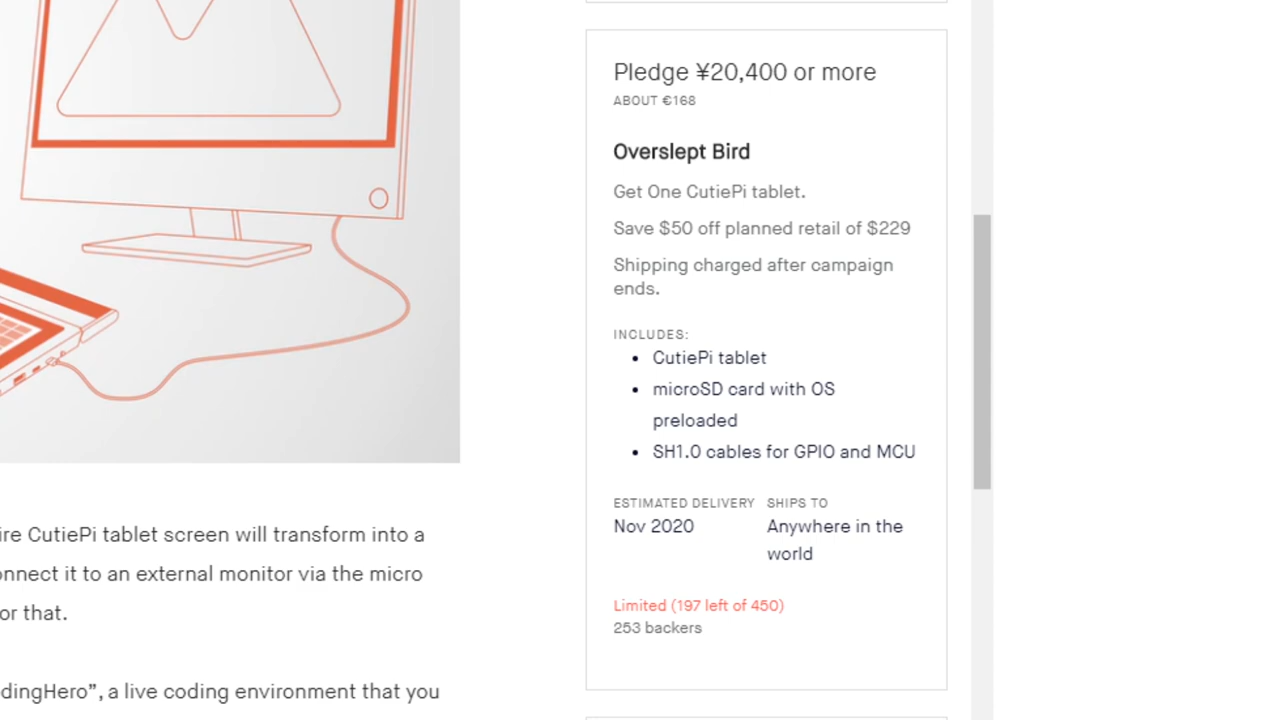 Pledge ¥20,400 or more
ABOUT €168
Overslept Bird
Get One CutiePi tablet.
Save $50 off planned retail of $229
Shipping charged after campaign
ends.
INCLUDES:
• CutiePi tablet
• microSD card with OS
preloaded
• SH1.0 cables for GPIO and MCU
ESTIMATED DELIVERY SHIPS TO
Nov 2020 Anywhere in the
world
Limited (197 left of 450)
253 backers
CutiePi tablet screen will transform into a
it to an external monitor via the micro
or that.
a live coding environment that you